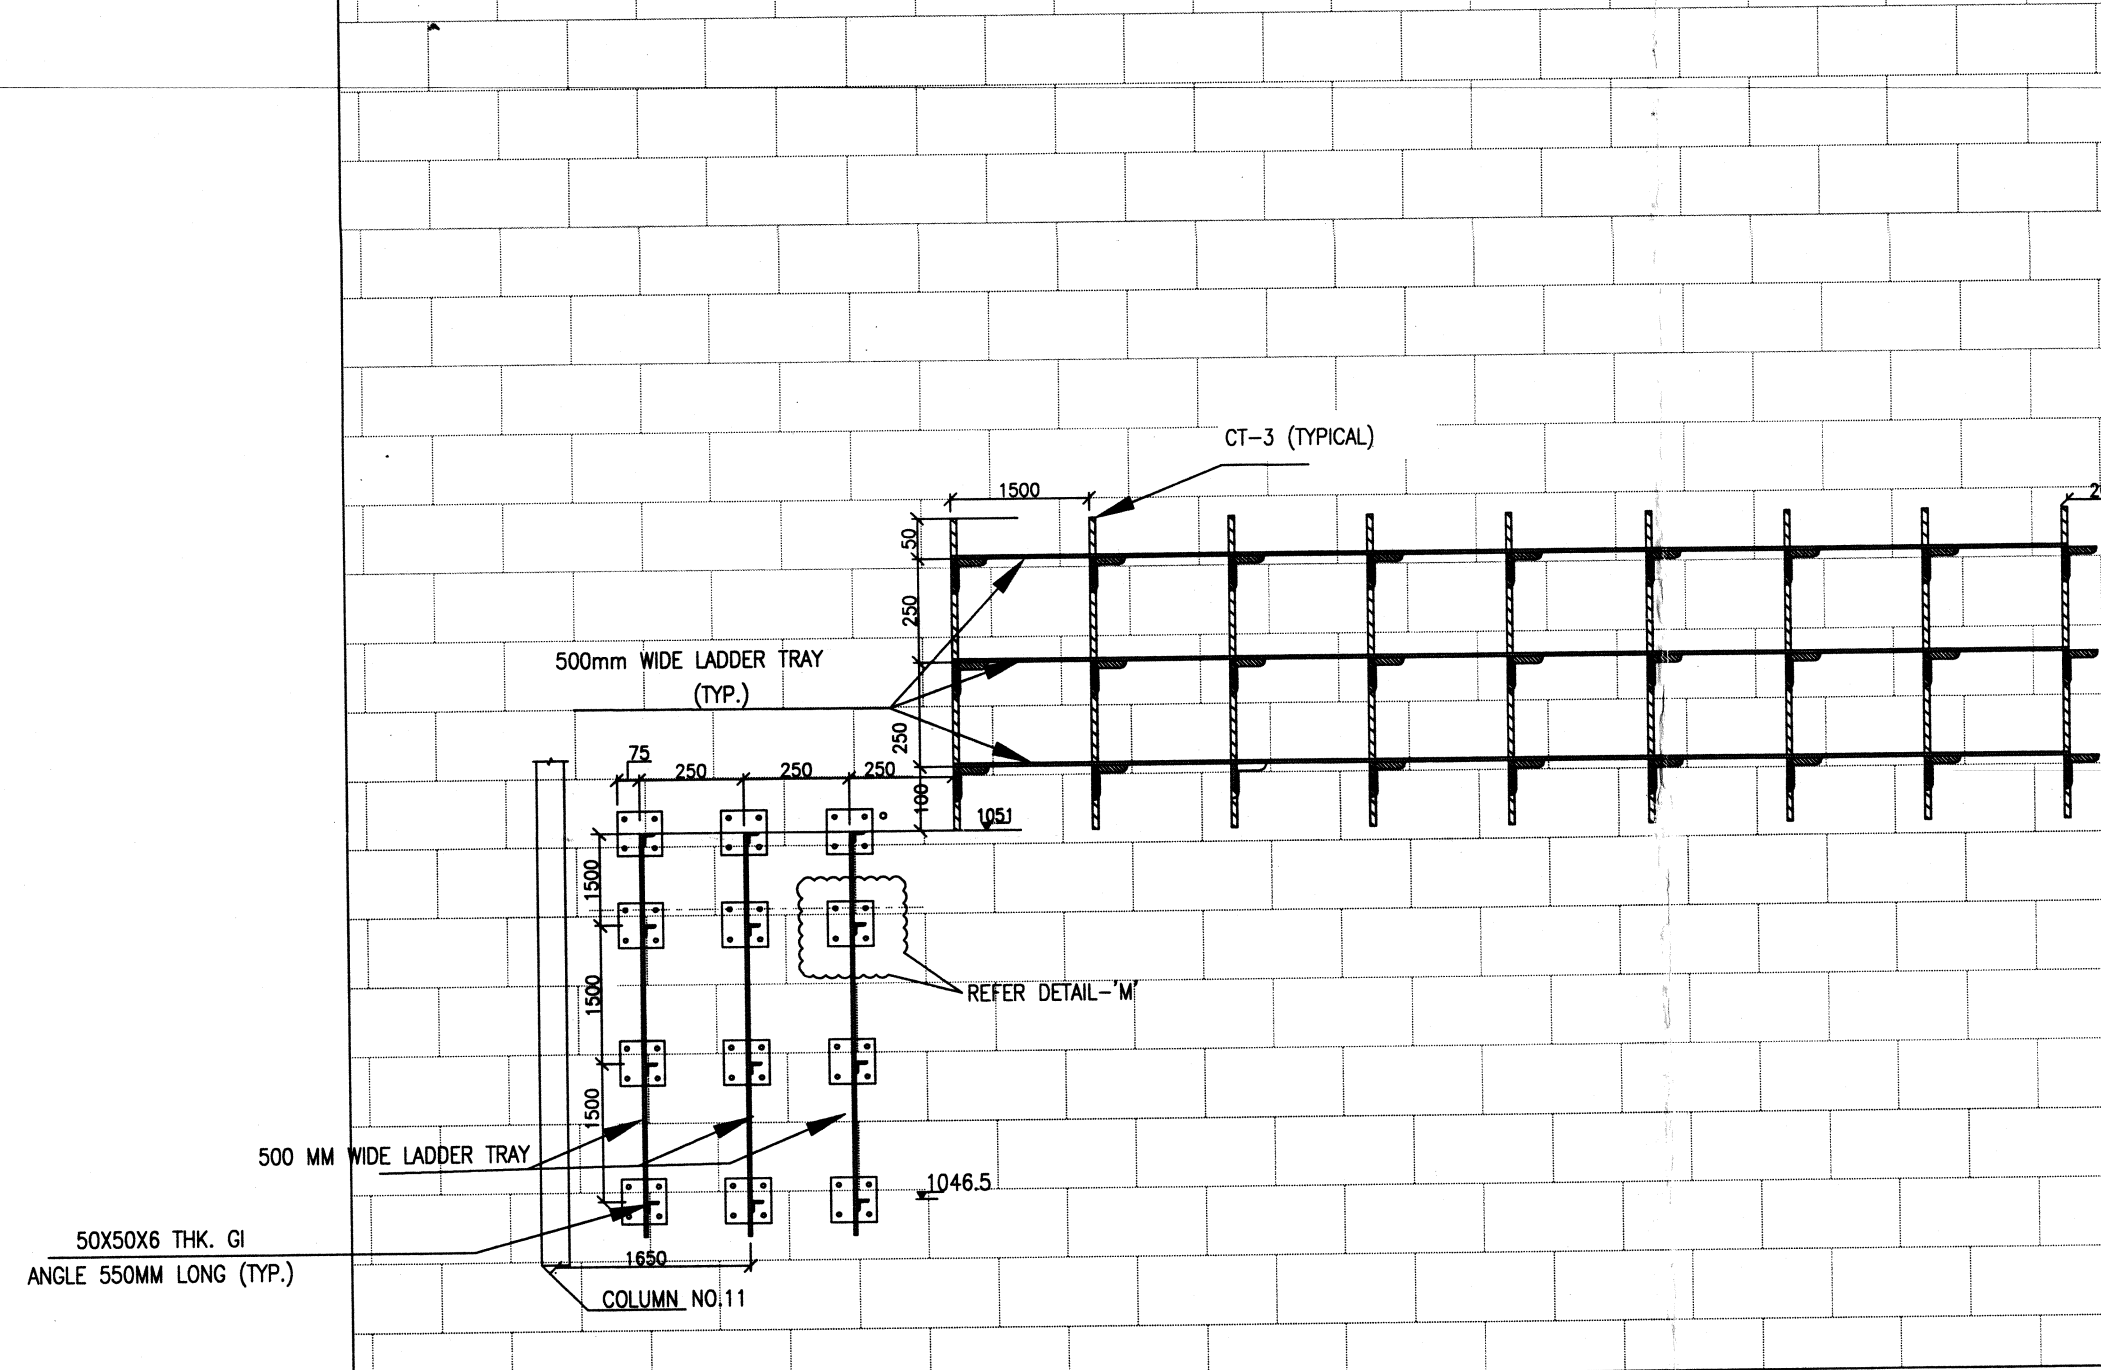 CT-3 (TYPICAL)
1500
50
250
500mm WIDE LADDER TRAY
(TYP.)
250
75
250
250
250
100
1051
1500
REFER DETAIL-'M'
1500
1500
500 MM WIDE LADDER TRAY
1046.5
50X50X6 THK. GI
ANGLE 550MM LONG (TYP.)
1650
COLUMN NO.11